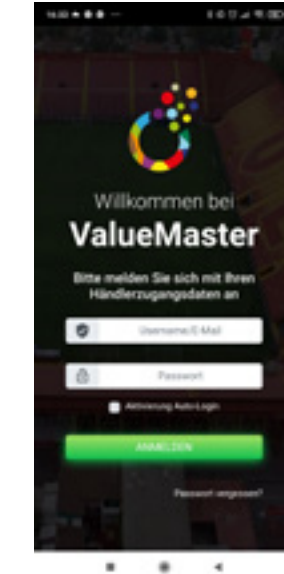 Willkommen bei
ValueMaster
Bitte melden Sie sich mit Ihren
Händlerzugangsdaten an
Username/E-Mail
Passwort
Aktivierung Auto-Login
ANMELDEN
Passwort vergessen?